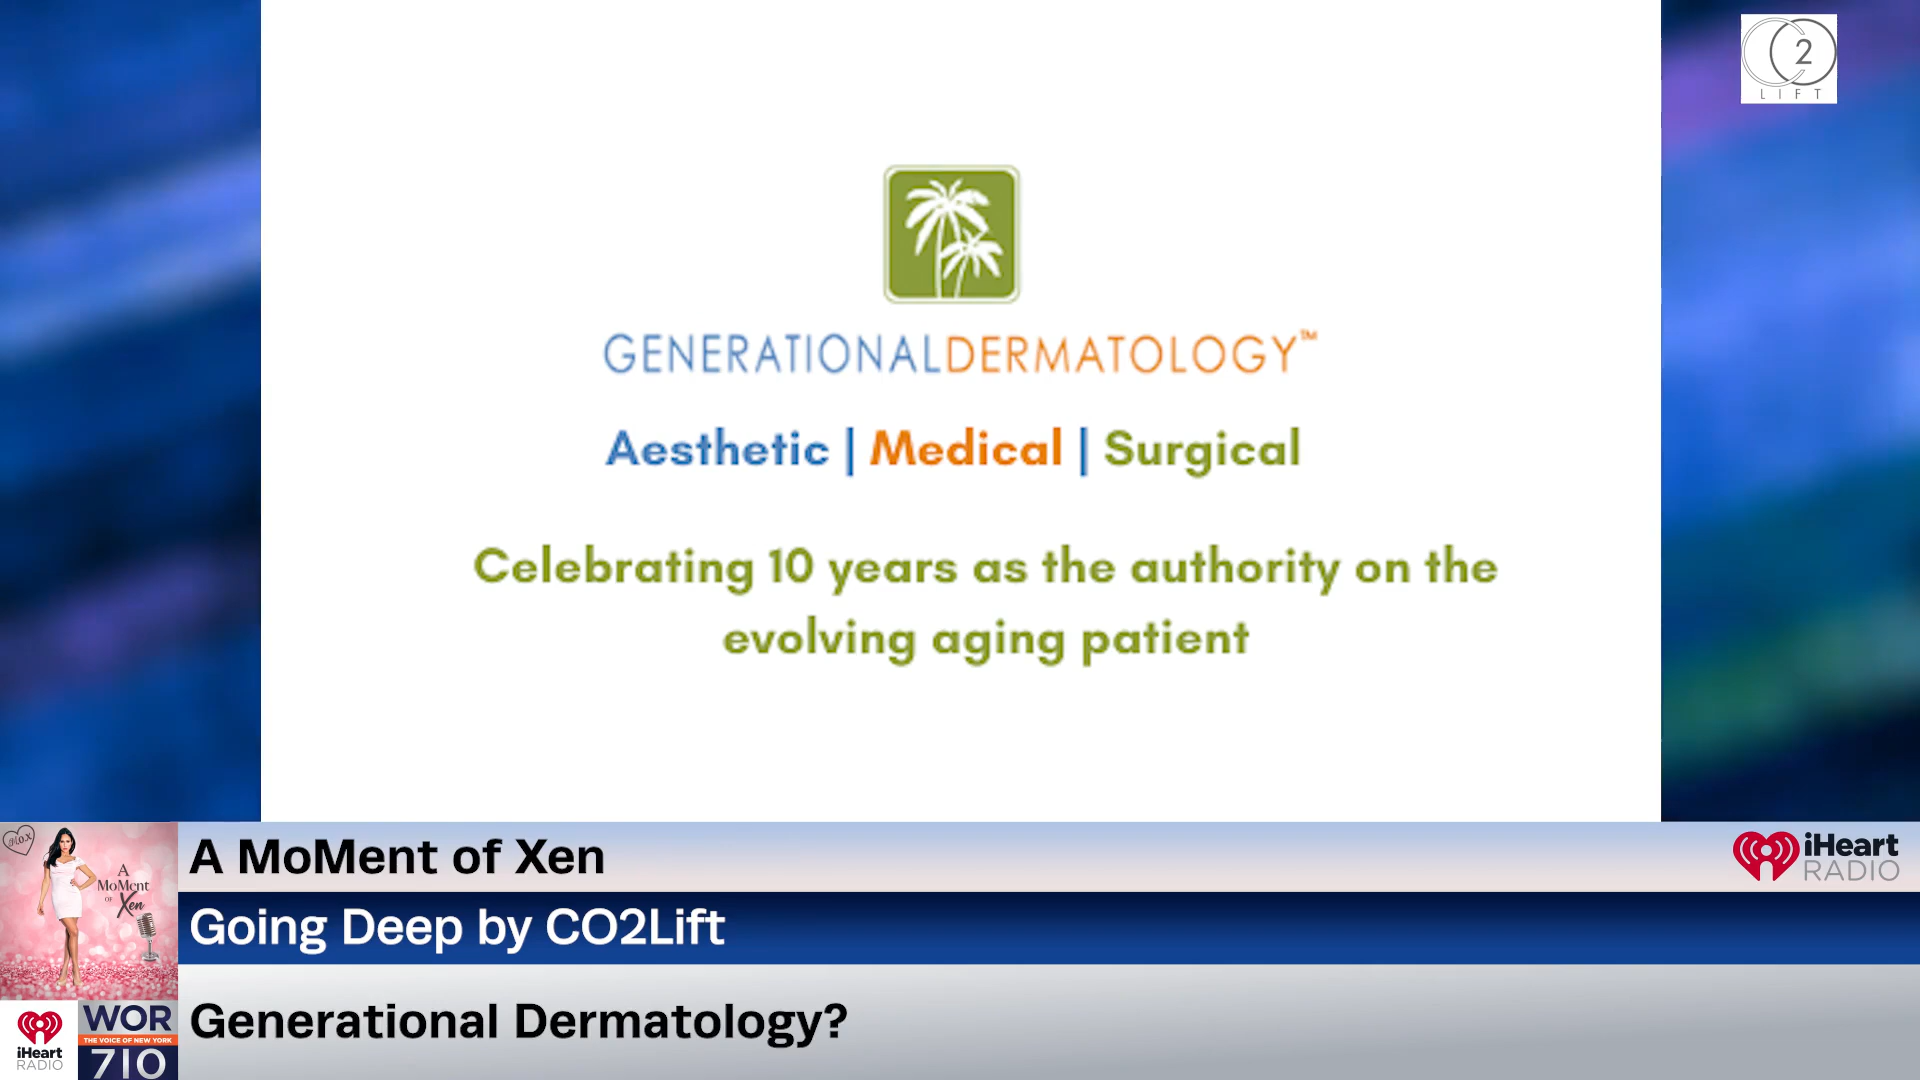 CO2
LIFT
GENERATIONALDERMATOLOGY™
Aesthetic | Medical | Surgical
Celebrating 10 years as the authority on the
evolving aging patient
M.O.X
A
MoMent
OF Xen
A MoMent of Xen
iHeart
RADIO
Going Deep by CO2Lift
Generational Dermatology?
iHeart
RADIO
WOR
THE VOICE OF NEW YORK
710